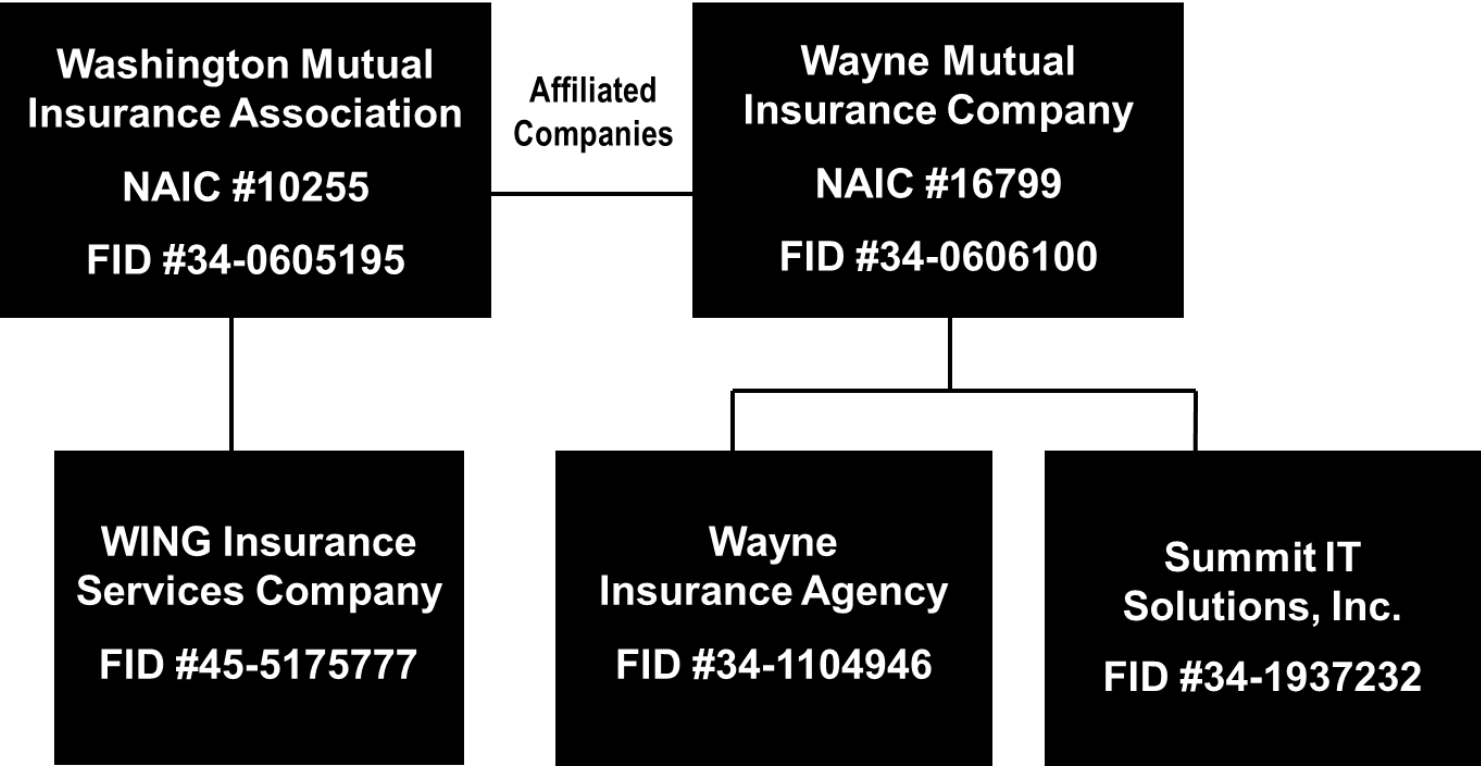 Washington Mutual
Insurance Association
NAIC #10255
FID #34-0605195
Affiliated
Companies
Wayne Mutual
Insurance Company
NAIC #16799
FID #34-0606100
WING Insurance
Services Company
FID #45-5175777
Wayne
Insurance Agency
FID #34-1104946
Summit IT
Solutions, Inc.
FID #34-1937232